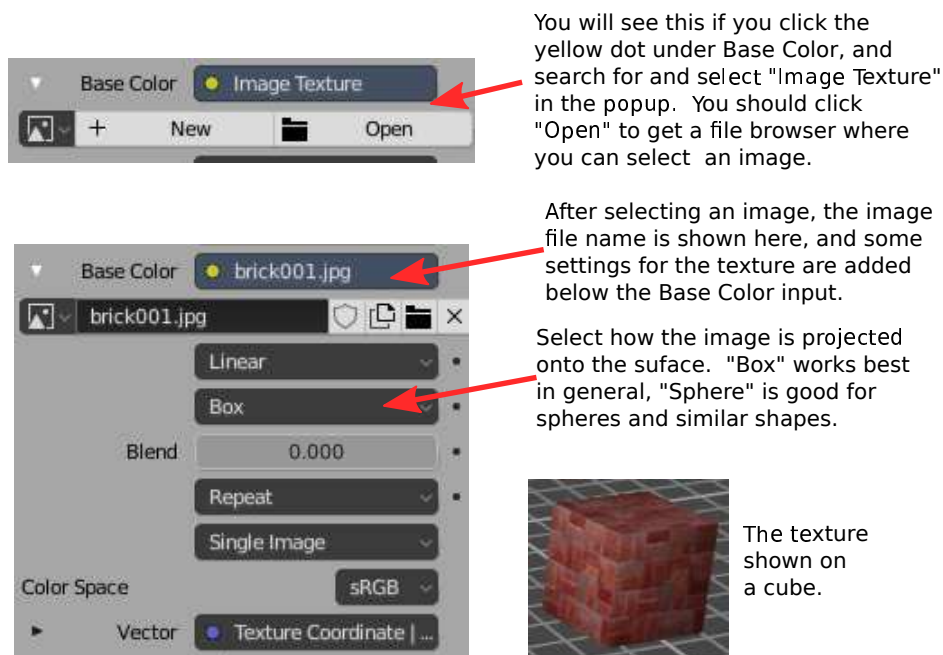 You will see this if you click the
yellow dot under Base Color, and
search for and select "Image Texture"
in the popup. You should click
"Open" to get a file browser where
you can select an image.
Base Color Image Texture
+ New Open
After selecting an image, the image
file name is shown here, and some
settings for the texture are added
below the Base Color input.
Base Color brick001.jpg
brick001.jpg
Linear
Box
Blend 0.000
Repeat
Single Image
Color Space sRGB
Vector Texture Coordinate | ...
Select how the image is projected
onto the suface. "Box" works best
in general, "Sphere" is good for
spheres and similar shapes.
The texture
shown on
a cube.